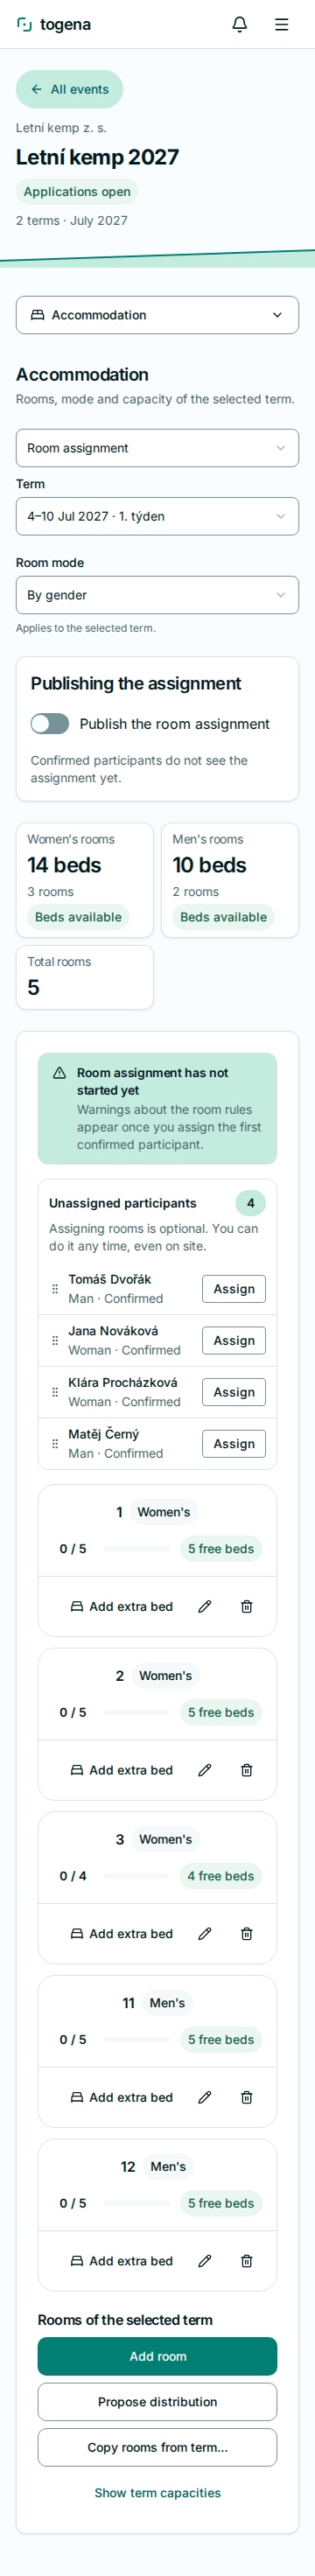 togena
All events
Letní kemp z. s.
Letní kemp 2027
Applications open
2 terms · July 2027
Accommodation
Accommodation
Rooms, mode and capacity of the selected term.
Room assignment
Term
4–10 Jul 2027 · 1. týden
Room mode
By gender
Applies to the selected term.
Publishing the assignment
Publish the room assignment
Confirmed participants do not see the
assignment yet.
Women's rooms
14 beds
3 rooms
Beds available
Men's rooms
10 beds
2 rooms
Beds available
Total rooms
5
Room assignment has not
started yet
Warnings about the room rules
appear once you assign the first
confirmed participant.
Unassigned participants
4
Assigning rooms is optional. You can
do it any time, even on site.
Tomáš Dvořák
Man · Confirmed
Assign
Jana Nováková
Woman · Confirmed
Assign
Klára Procházková
Woman · Confirmed
Assign
Matěj Černý
Man · Confirmed
Assign
1 Women's
0 / 5
5 free beds
Add extra bed
2 Women's
0 / 5
5 free beds
Add extra bed
3 Women's
0 / 4
4 free beds
Add extra bed
11 Men's
0 / 5
5 free beds
Add extra bed
12 Men's
0 / 5
5 free beds
Add extra bed
Rooms of the selected term
Add room
Propose distribution
Copy rooms from term…
Show term capacities